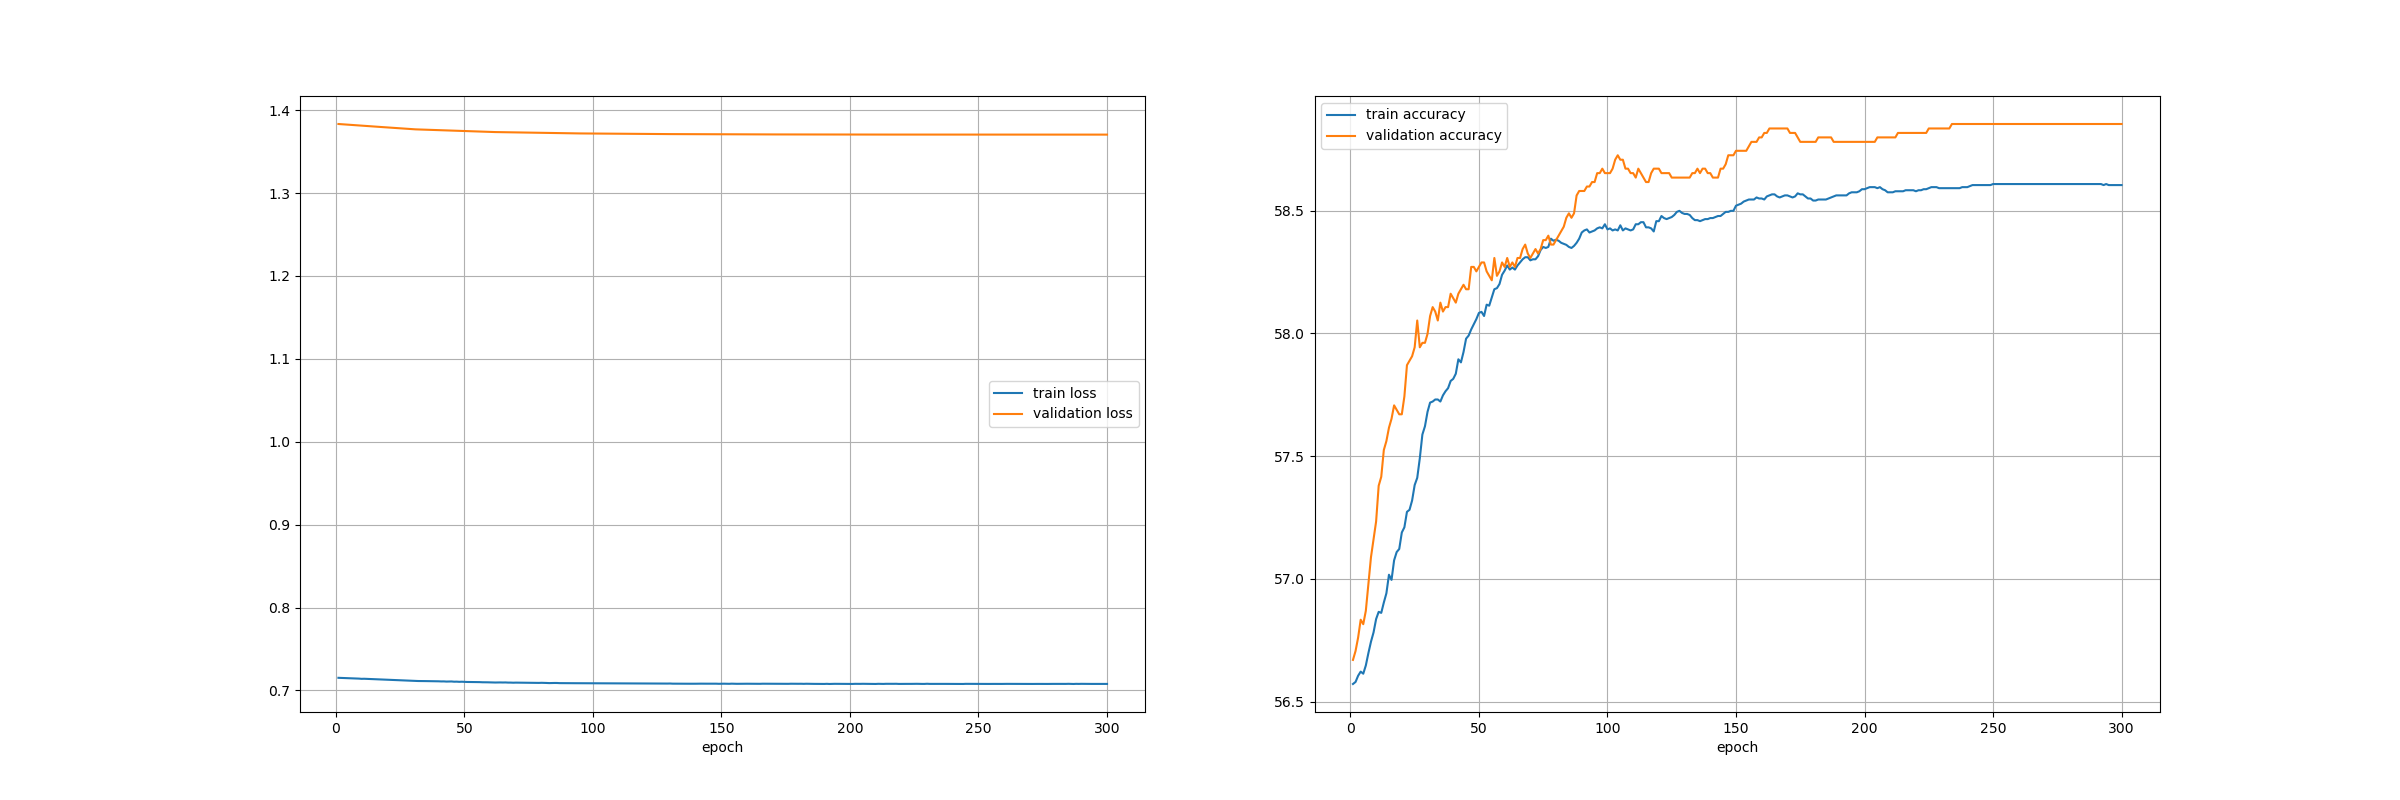 1.4
1.3
1.2
1.1
1.0
0.9
0.8
0.7
0 50 100 150 200 250 300
epoch
train loss
validation loss
train accuracy
validation accuracy
58.5
58.0
57.5
57.0
56.5
0 50 100 150 200 250 300
epoch